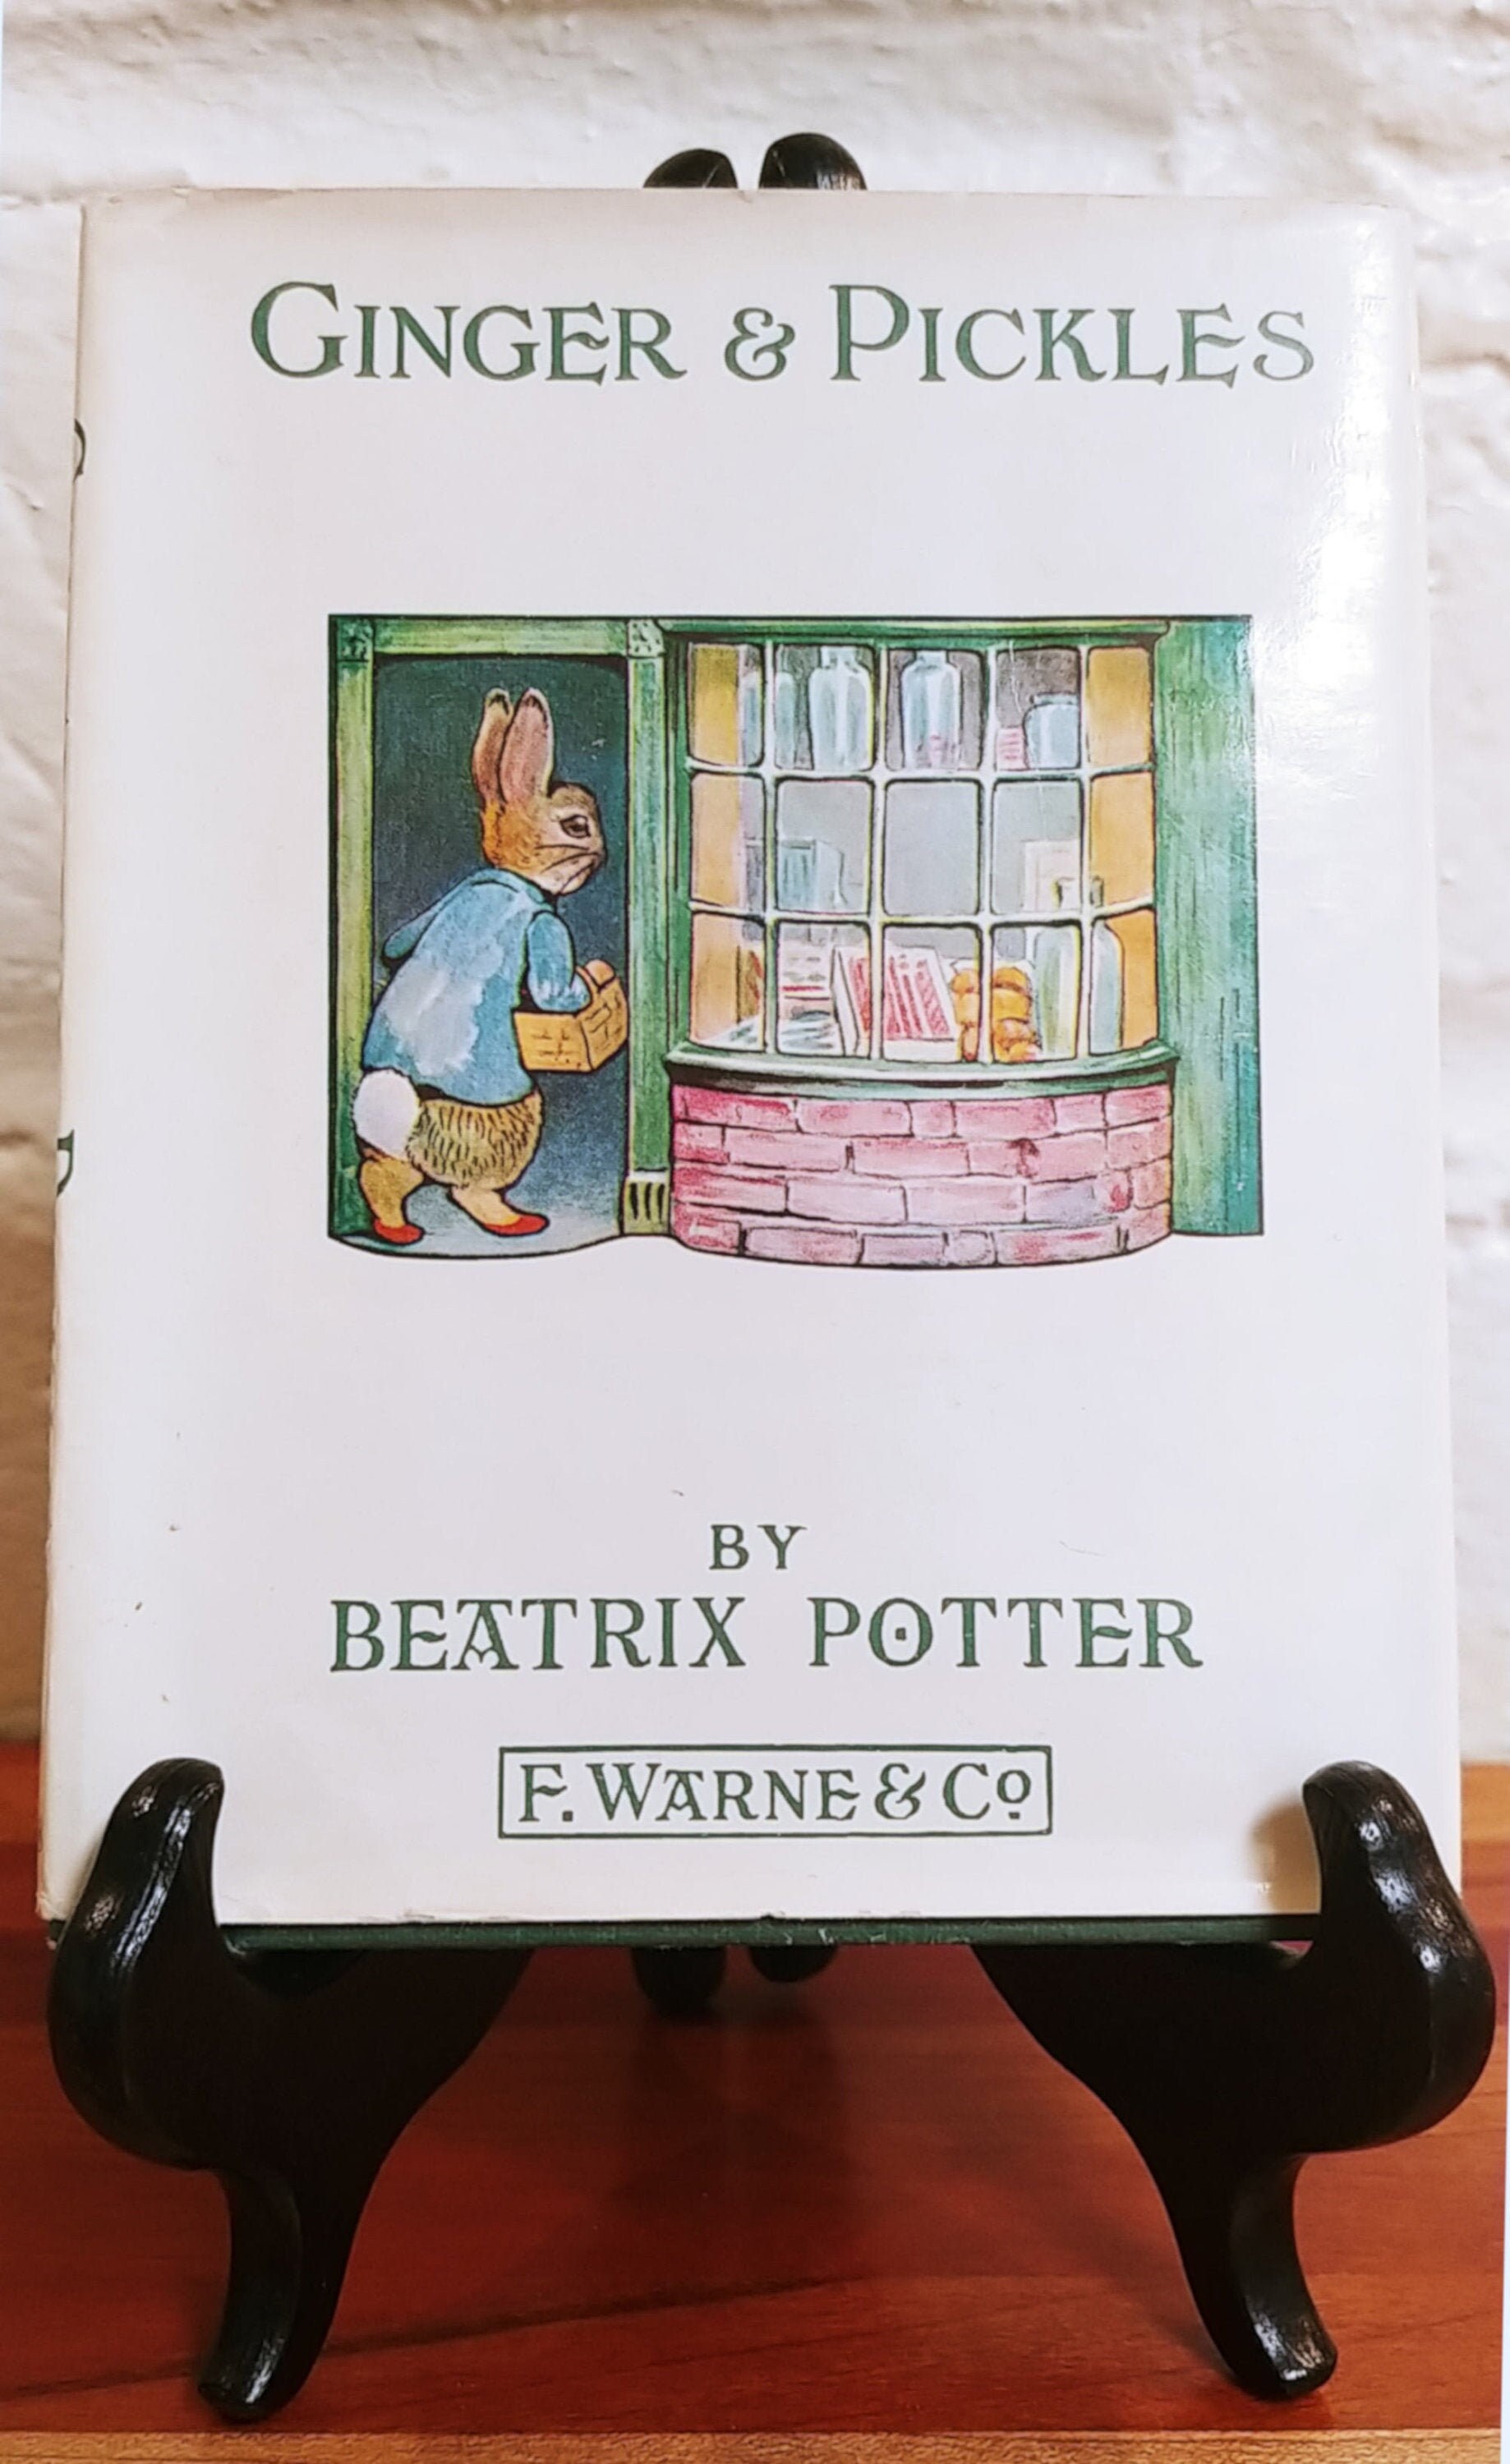 GINGER & PICKLES
BY
BEATRIX POTTER
F. WARNE & Cº